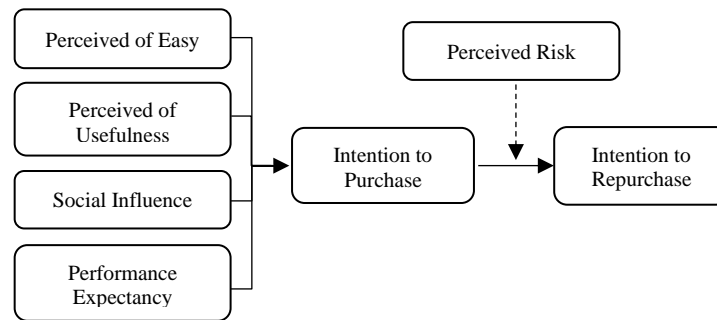 Perceived of Easy
Perceived of
Usefulness
Social Influence
Performance
Expectancy
Intention to
Purchase
Perceived Risk
Intention to
Repurchase